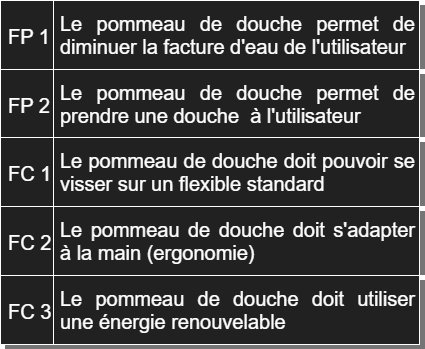 FP 1
Le pommeau de douche permet de
diminuer la facture d'eau de l'utilisateur
FP 2
Le pommeau de douche permet de
prendre une douche à l'utilisateur
FC 1
Le pommeau de douche doit pouvoir se
visser sur un flexible standard
FC 2
Le pommeau de douche doit s'adapter
à la main (ergonomie)
FC 3
Le pommeau de douche doit utiliser
une énergie renouvelable